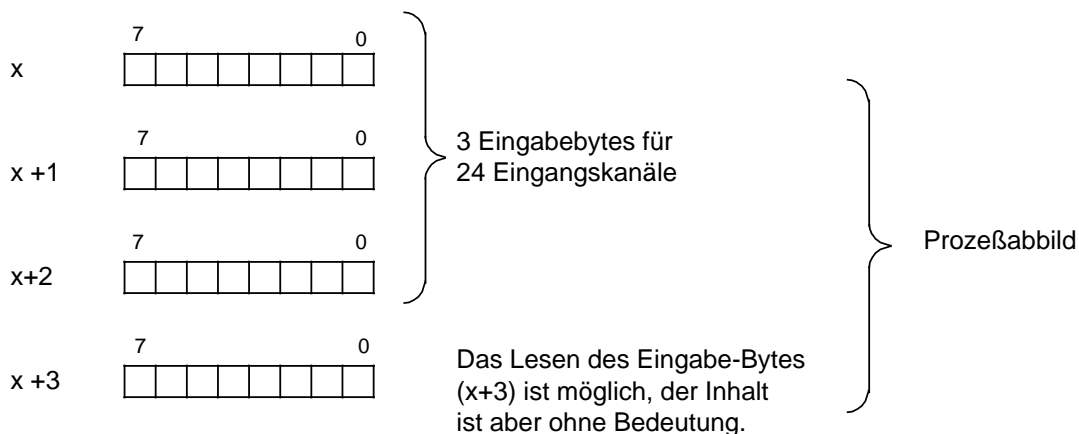 7 0
x
3 Eingabebytes für
24 Eingangskanäle
7 0
x +1
7 0
x+2
Prozeßabbild
7 0
x +3
Das Lesen des Eingabe-Bytes
(x+3) ist möglich, der Inhalt
ist aber ohne Bedeutung.